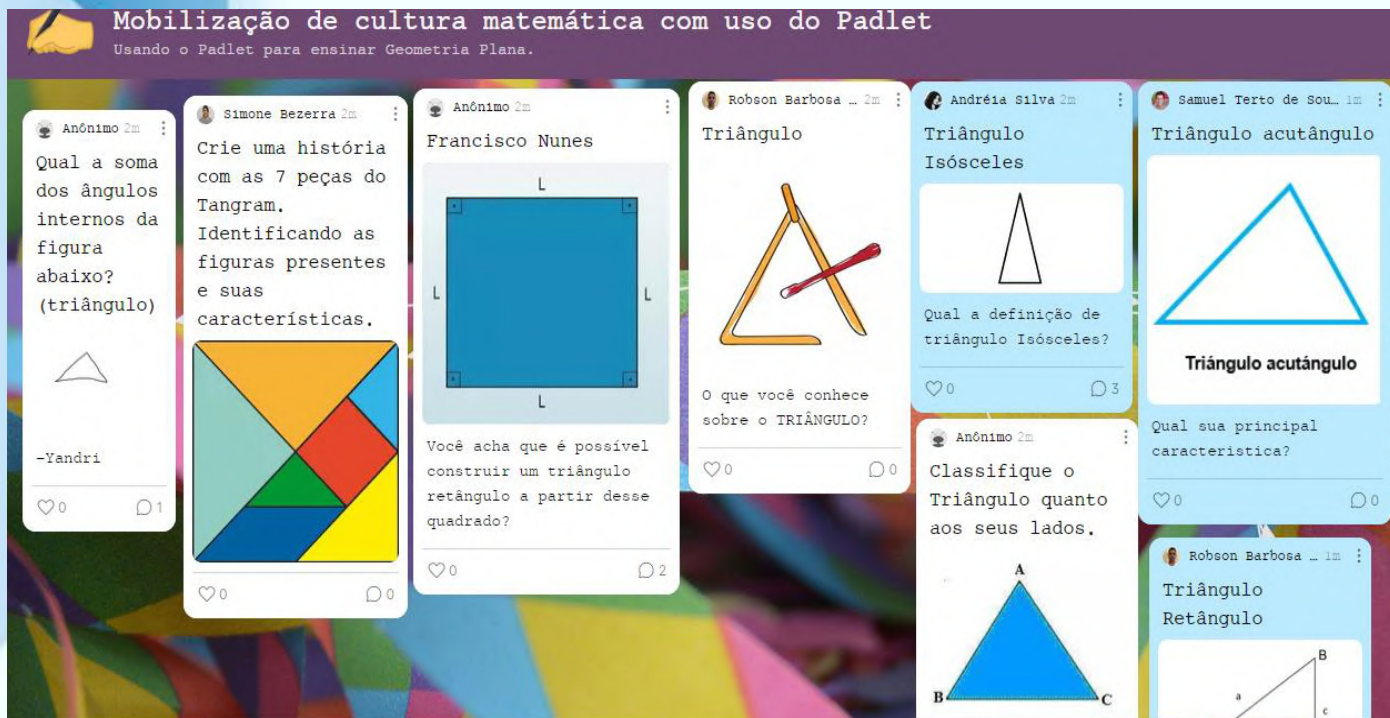 Mobilização de cultura matemática com uso do Padlet
Usando o Padlet para ensinar Geometria Plana.
Anônimo 2m
Qual a soma
dos ângulos
internos da
figura
abaixo?
(triângulo)
-Yandri
0
1
Simone Bezerra 2m
Crie uma história
com as 7 peças do
Tangram.
Identificando as
figuras presentes
e suas
características.
0
0
Anônimo 2m
Francisco Nunes
L
L
L
L
Você acha que é possível
construir um triângulo
retângulo a partir desse
quadrado?
0
2
Robson Barbosa … 2m
Triângulo
O que você conhece
sobre o TRIÂNGULO?
0
0
Andréia Silva 2m
Triângulo
Isósceles
Qual a definição de
triângulo Isósceles?
0
3
Anônimo 2m
Classifique o
Triângulo quanto
aos seus lados.
A
B
C
Samuel Terto de Sou… 1m
Triângulo acutângulo
Triángulo acutángulo
Qual sua principal
caracteristica?
0
0
Robson Barbosa … 1m
Triângulo
Retângulo
B
a
c